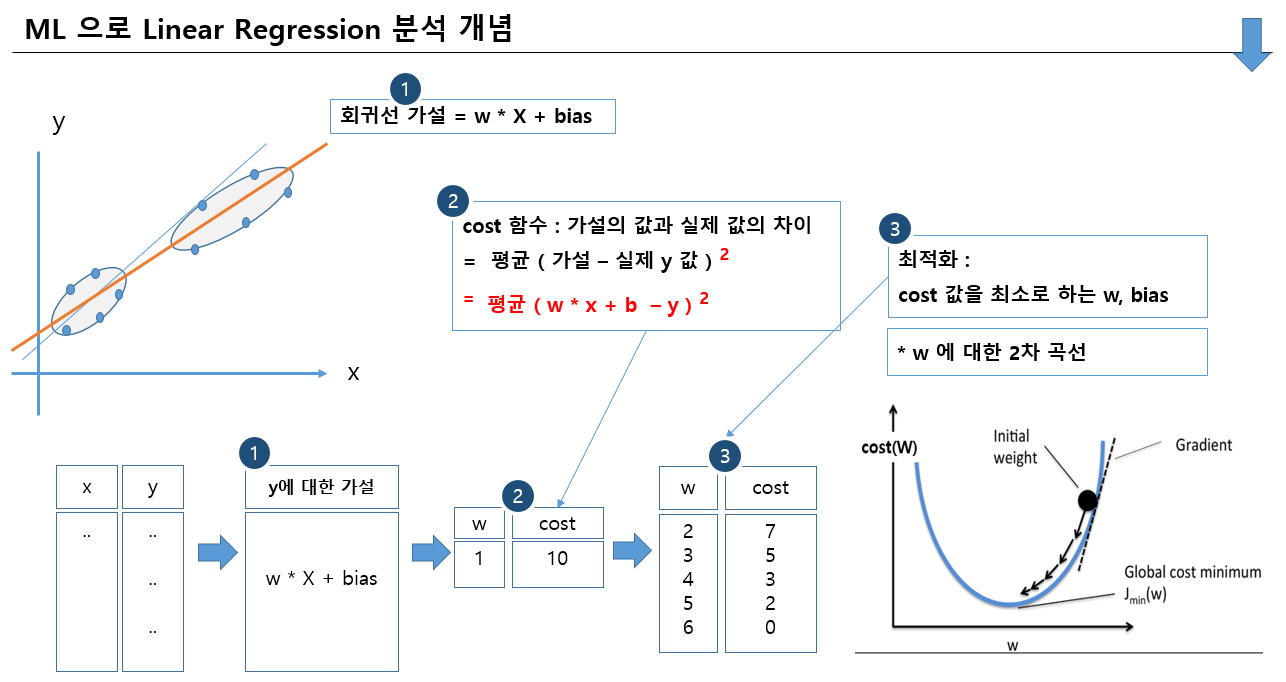 ML 으로 Linear Regression 분석 개념
1
회귀선 가설 = w * X + bias
y
x
2
cost 함수 : 가설의 값과 실제 값의 차이
= 평균 ( 가설 – 실제 y 값 ) 2
= 평균 ( w * x + b – y ) 2
3
최적화 :
cost 값을 최소로 하는 w, bias
* w 에 대한 2차 곡선
x y
.. ..
..
..
1
y에 대한 가설
w * X + bias
2
w cost
1 10
3
w cost
2 7
3 5
4 3
5 2
6 0
cost(W)
Initial
weight
Gradient
Global cost minimum
Jmin(w)
w